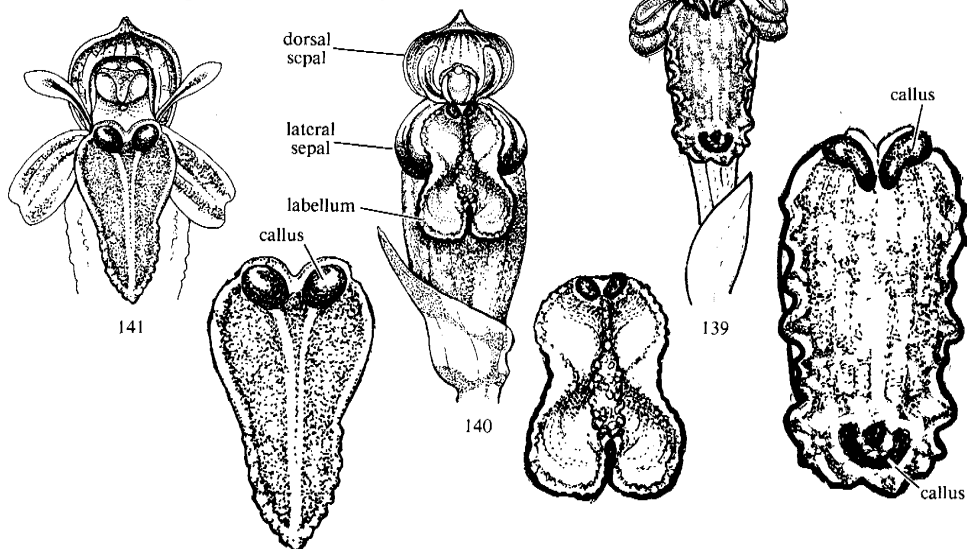 dorsal
sepal
lateral
sepal
labellum
callus
141
140
139
callus
callus